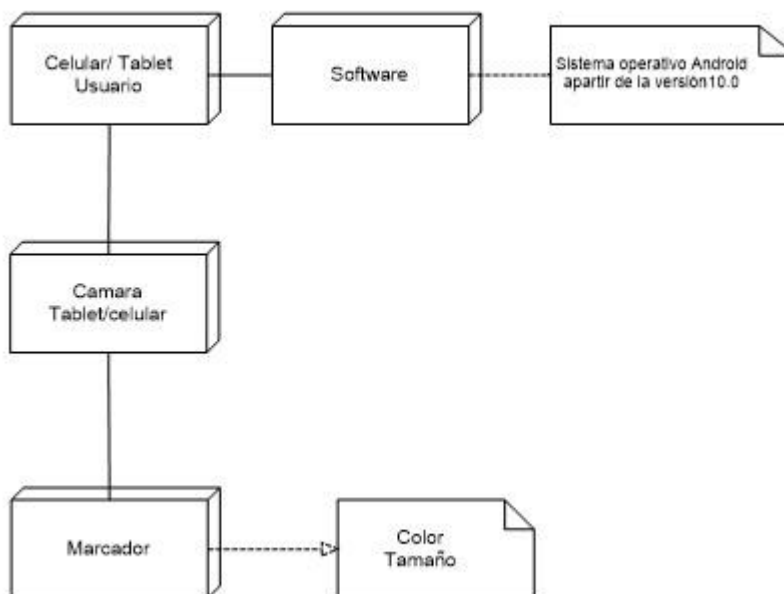 Celular/ Tablet
Usuario
Software
Sistema operativo Android
apartir de la versión10.0
Camara
Tablet/celular
Marcador
Color
Tamaño